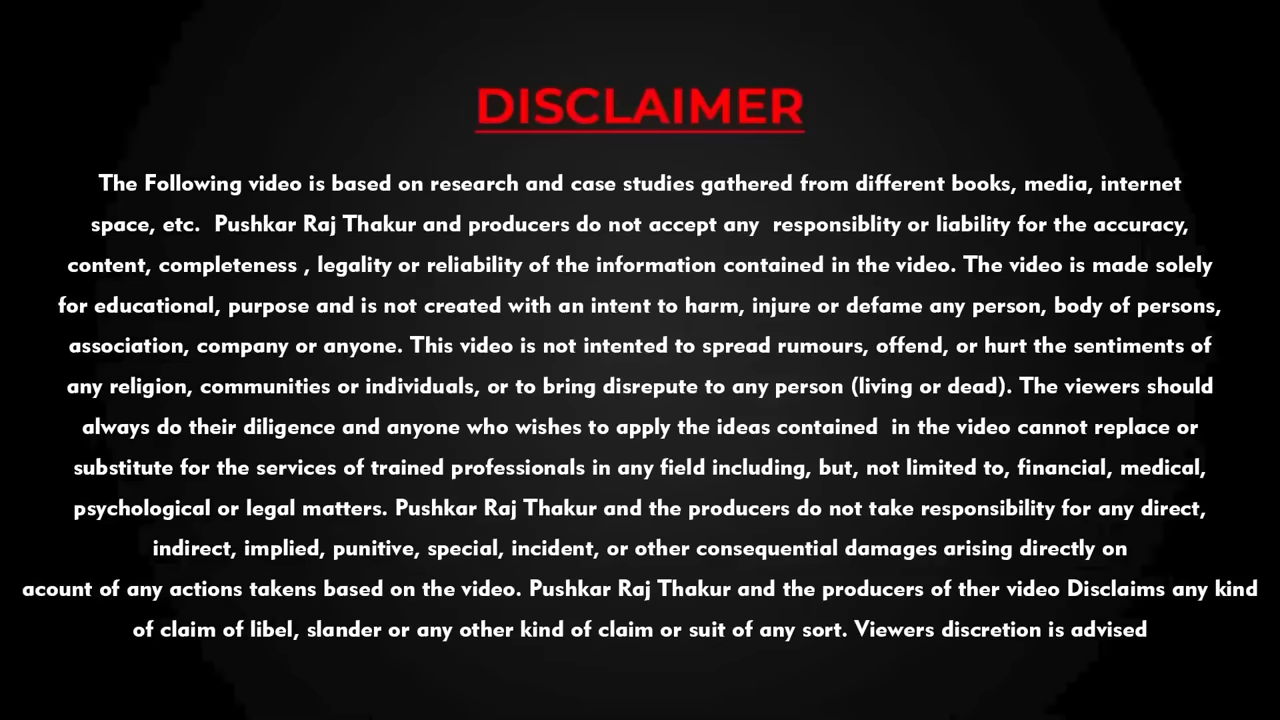 DISCLAIMER
The Following video is based on research and case studies gathered from different books, media, internet
space, etc.  Pushkar Raj Thakur and producers do not accept any  responsiblity or liability for the accuracy,
content, completeness , legality or reliability of the information contained in the video. The video is made solely
for educational, purpose and is not created with an intent to harm, injure or defame any person, body of persons,
association, company or anyone. This video is not intented to spread rumours, offend, or hurt the sentiments of
any religion, communities or individuals, or to bring disrepute to any person (living or dead). The viewers should
always do their diligence and anyone who wishes to apply the ideas contained  in the video cannot replace or
substitute for the services of trained professionals in any field including, but, not limited to, financial, medical,
psychological or legal matters. Pushkar Raj Thakur and the producers do not take responsibility for any direct,
indirect, implied, punitive, special, incident, or other consequential damages arising directly on
acount of any actions takens based on the video. Pushkar Raj Thakur and the producers of ther video Disclaims any kind
of claim of libel, slander or any other kind of claim or suit of any sort. Viewers discretion is advised